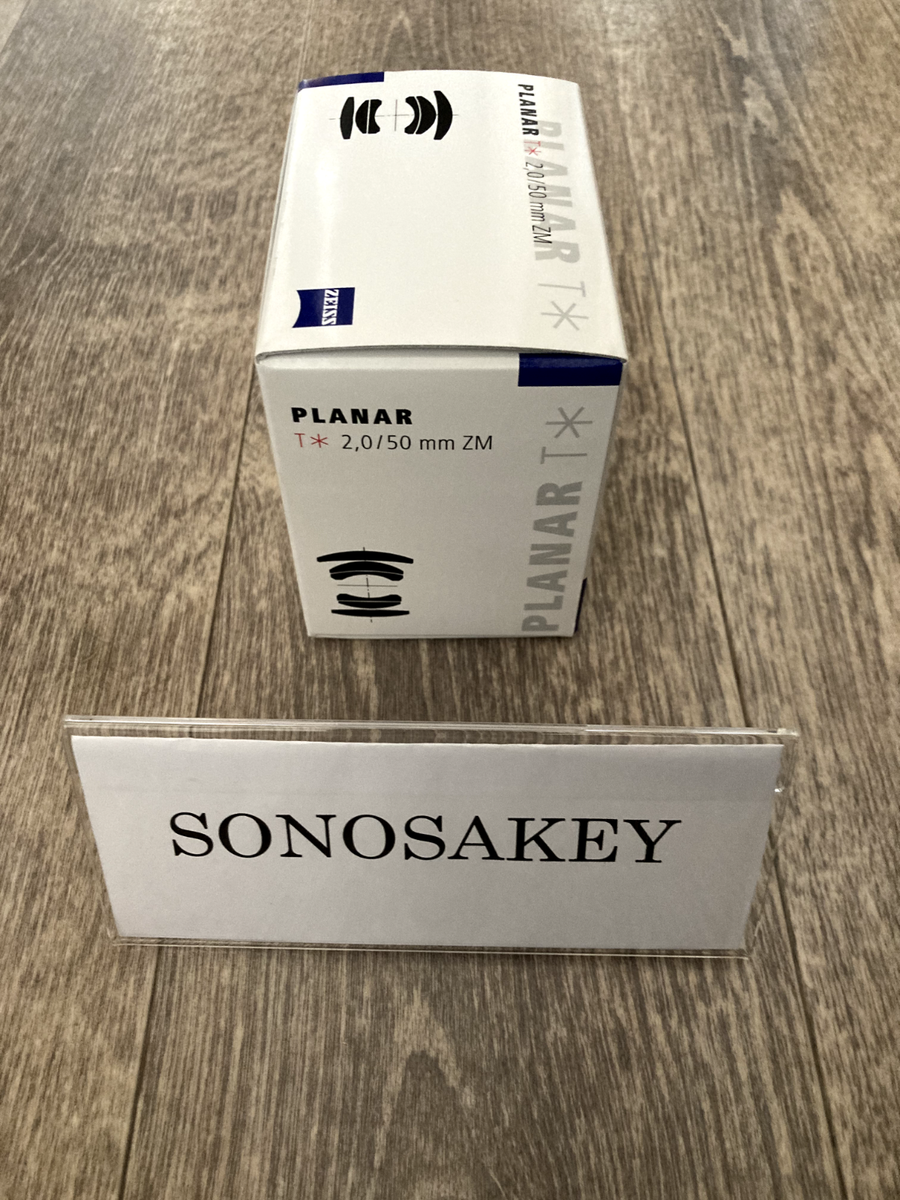 PLANAR T* 2,0/50 mm ZM
PLANAR T*
ZEISS
PLANAR
T* 2,0/50 mm ZM
PLANAR T*
SONOSAKEY